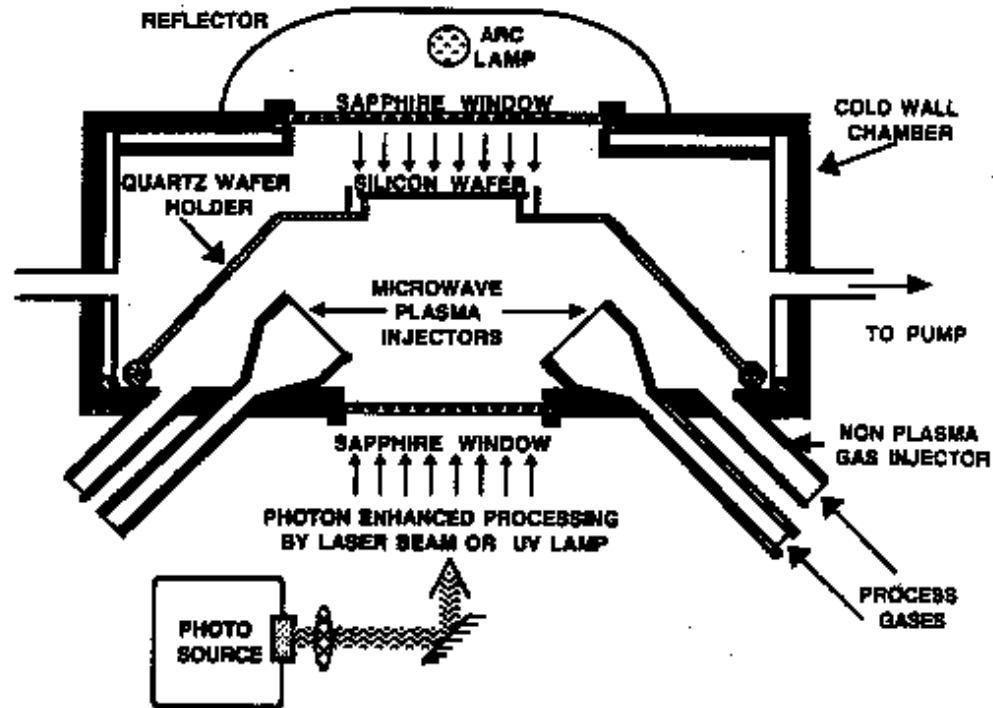 REFLECTOR
ARC
LAMP
SAPPHIRE WINDOW
COLD WALL
CHAMBER
QUARTZ WAFER
HOLDER
SILICON WAFER
MICROWAVE
PLASMA
INJECTORS
TO PUMP
SAPPHIRE WINDOW
NON PLASMA
GAS INJECTOR
PHOTON ENHANCED PROCESSING
BY LASER BEAM OR UV LAMP
PROCESS
GASES
PHOTO
SOURCE